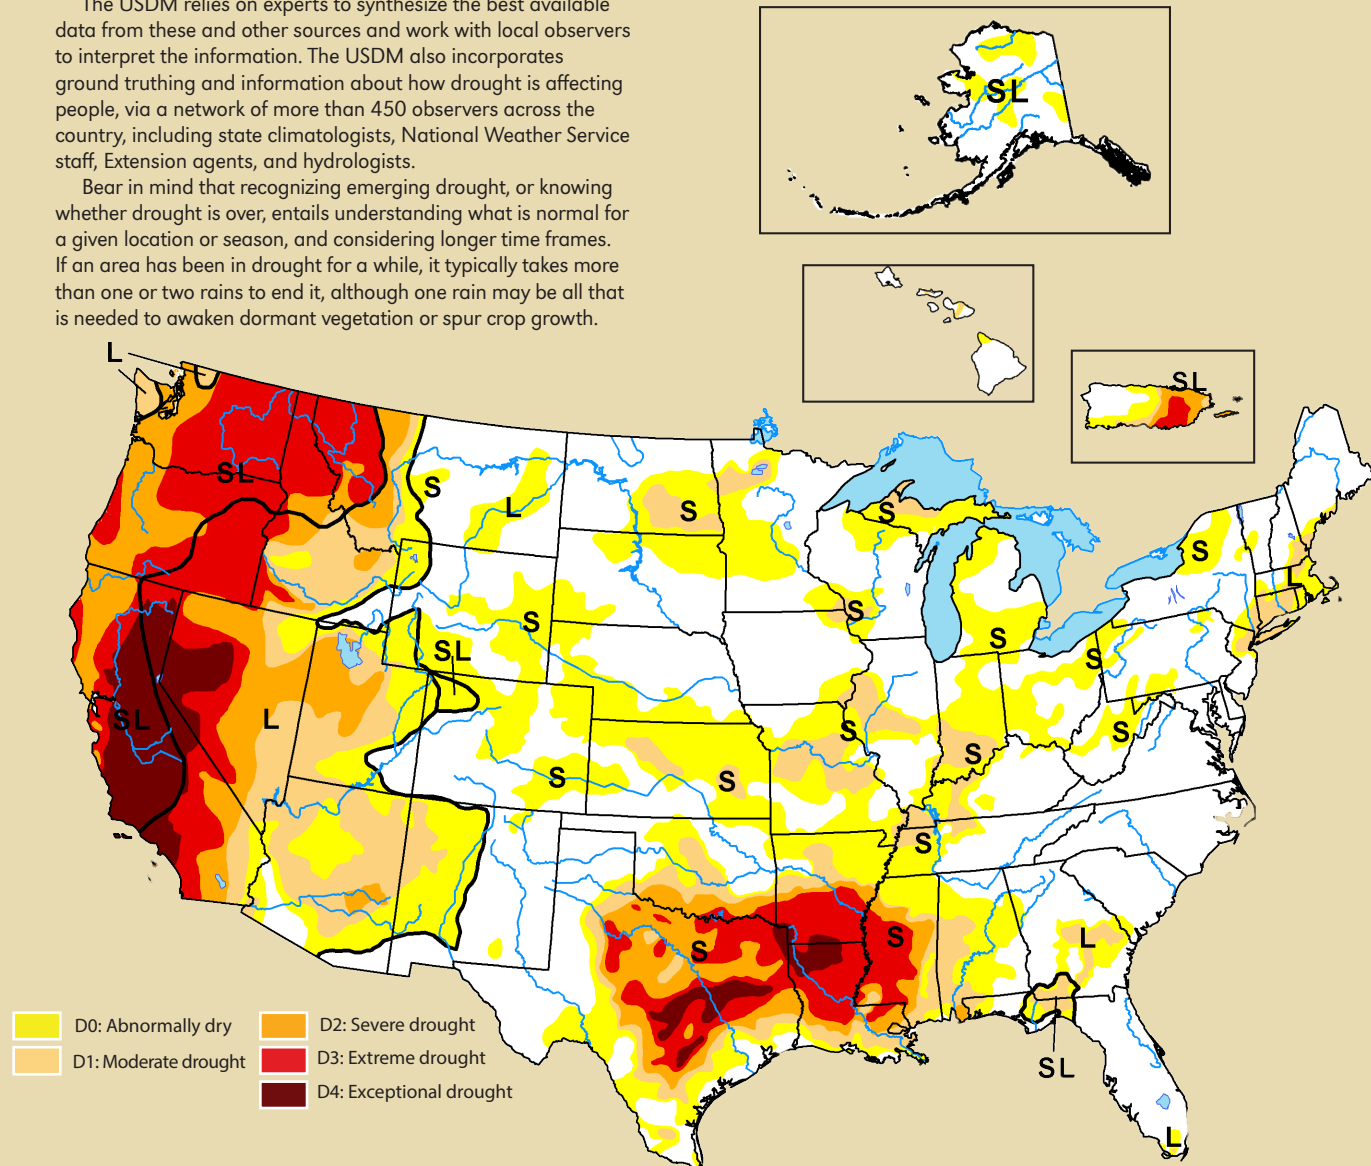 The USDM relies on experts to synthesize the best available
data from these and other sources and work with local observers
to interpret the information. The USDM also incorporates
ground truthing and information about how drought is affecting
people, via a network of more than 450 observers across the
country, including state climatologists, National Weather Service
staff, Extension agents, and hydrologists.
Bear in mind that recognizing emerging drought, or knowing
whether drought is over, entails understanding what is normal for
a given location or season, and considering longer time frames.
If an area has been in drought for a while, it typically takes more
than one or two rains to end it, although one rain may be all that
is needed to awaken dormant vegetation or spur crop growth.
SL
L
SL
SL
S
L
S
S
S
L
S
S
S
S
SL
SL
L
S
S
S
S
S
S
S
S
L
D0: Abnormally dry
D1: Moderate drought
D2: Severe drought
D3: Extreme drought
D4: Exceptional drought
SL
L